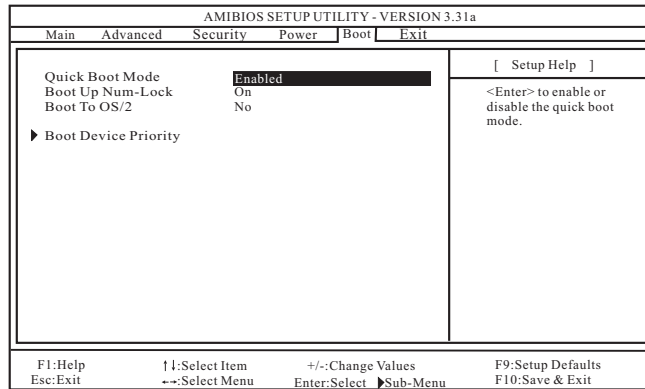 AMIBIOS SETUP UTILITY - VERSION 3.31a
Main Advanced Security Power Boot Exit
Quick Boot Mode Enabled
Boot Up Num-Lock On
Boot To OS/2 No
Boot Device Priority
[ Setup Help ]
<Enter> to enable or
disable the quick boot
mode.
F1:Help ↑↓:Select Item +/-:Change Values F9:Setup Defaults
Esc:Exit ←→:Select Menu Enter:Select ▶Sub-Menu F10:Save & Exit